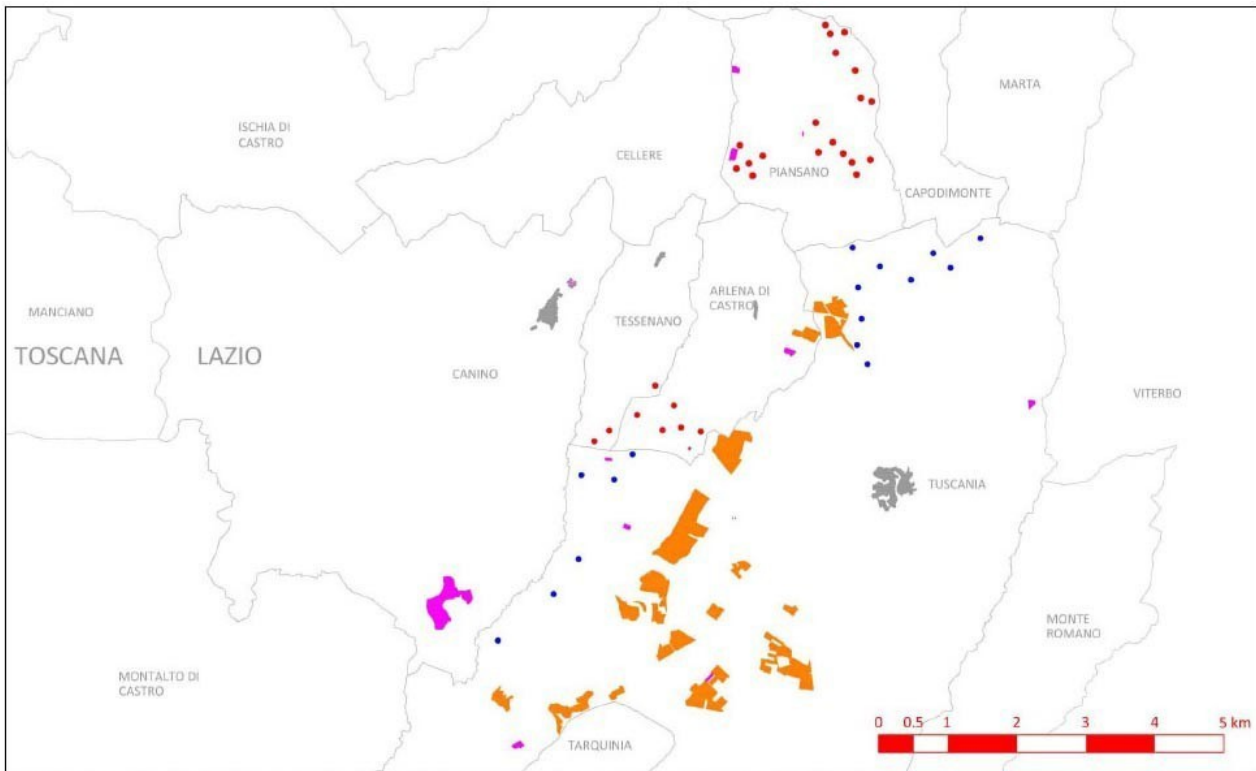 MARTA
ISCHIA DI
CASTRO
CELLERE
PIANSANO
CAPODIMONTE
ARLENA DI
CASTRO
MANCIANO
TESSENANO
TOSCANA
LAZIO
CANINO
VITERBO
TUSCANIA
MONTE
ROMANO
MONTALTO DI
CASTRO
TARQUINIA
0 0.5 1 2 3 4 5 km